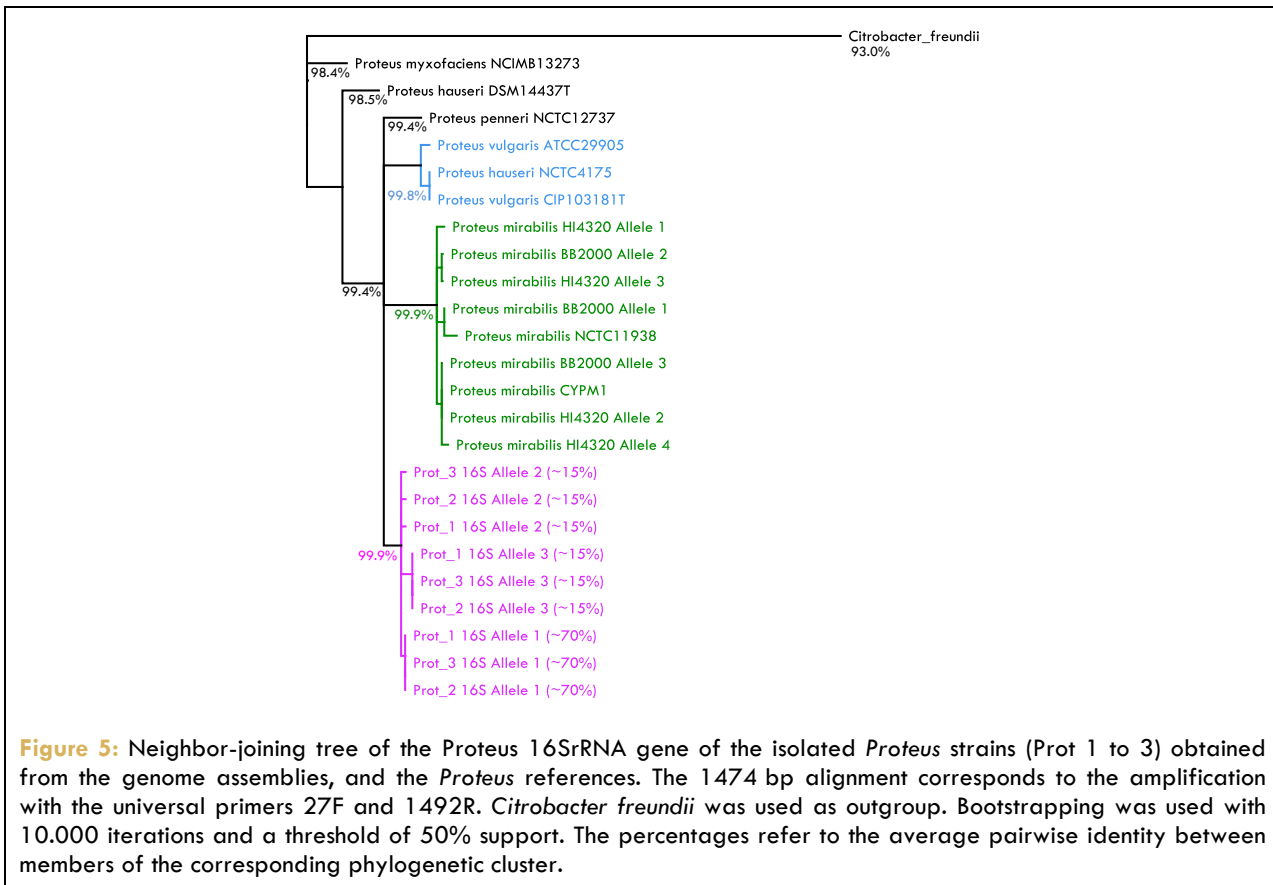 Citrobacter_freundii
93.0%
Proteus myxofaciens NCIMB13273
98.4%
Proteus hauseri DSM14437T
98.5%
Proteus penneri NCTC12737
99.4%
Proteus vulgaris ATCC29905
Proteus hauseri NCTC4175
99.8%
Proteus vulgaris CIP103181T
Proteus mirabilis HI4320 Allele 1
Proteus mirabilis BB2000 Allele 2
Proteus mirabilis HI4320 Allele 3
99.4%
Proteus mirabilis BB2000 Allele 1
99.9%
Proteus mirabilis NCTC11938
Proteus mirabilis BB2000 Allele 3
Proteus mirabilis CYPM1
Proteus mirabilis HI4320 Allele 2
Proteus mirabilis HI4320 Allele 4
Prot_3 16S Allele 2 (~15%)
Prot_2 16S Allele 2 (~15%)
Prot_1 16S Allele 2 (~15%)
99.9%
Prot_1 16S Allele 3 (~15%)
Prot_3 16S Allele 3 (~15%)
Prot_2 16S Allele 3 (~15%)
Prot_1 16S Allele 1 (~70%)
Prot_3 16S Allele 1 (~70%)
Prot_2 16S Allele 1 (~70%)
Figure 5: Neighbor-joining tree of the Proteus 16SrRNA gene of the isolated Proteus strains (Prot 1 to 3) obtained
from the genome assemblies, and the Proteus references. The 1474 bp alignment corresponds to the amplification
with the universal primers 27F and 1492R. Citrobacter freundii was used as outgroup. Bootstrapping was used with
10.000 iterations and a threshold of 50% support. The percentages refer to the average pairwise identity between
members of the corresponding phylogenetic cluster.